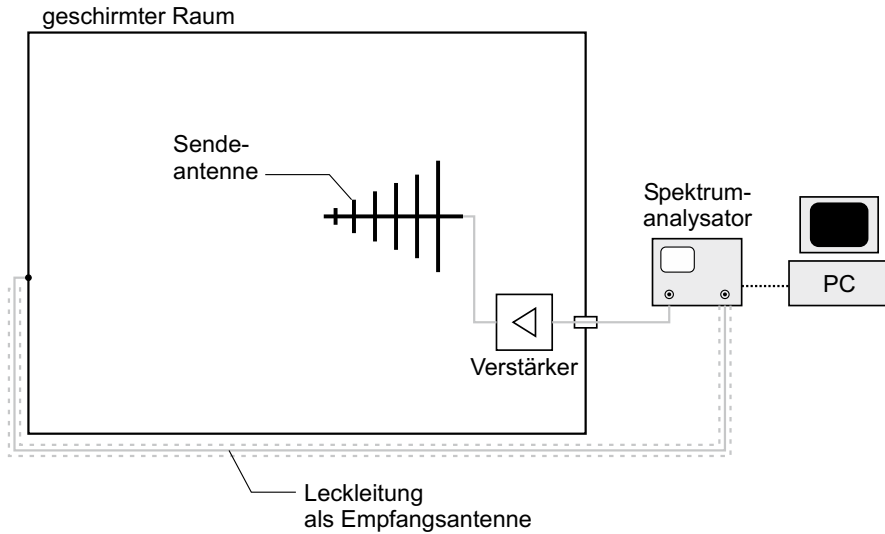 geschirmter Raum
Sende-
antenne
Spektrum-
analysator
PC
Verstärker
Leckleitung
als Empfangsantenne